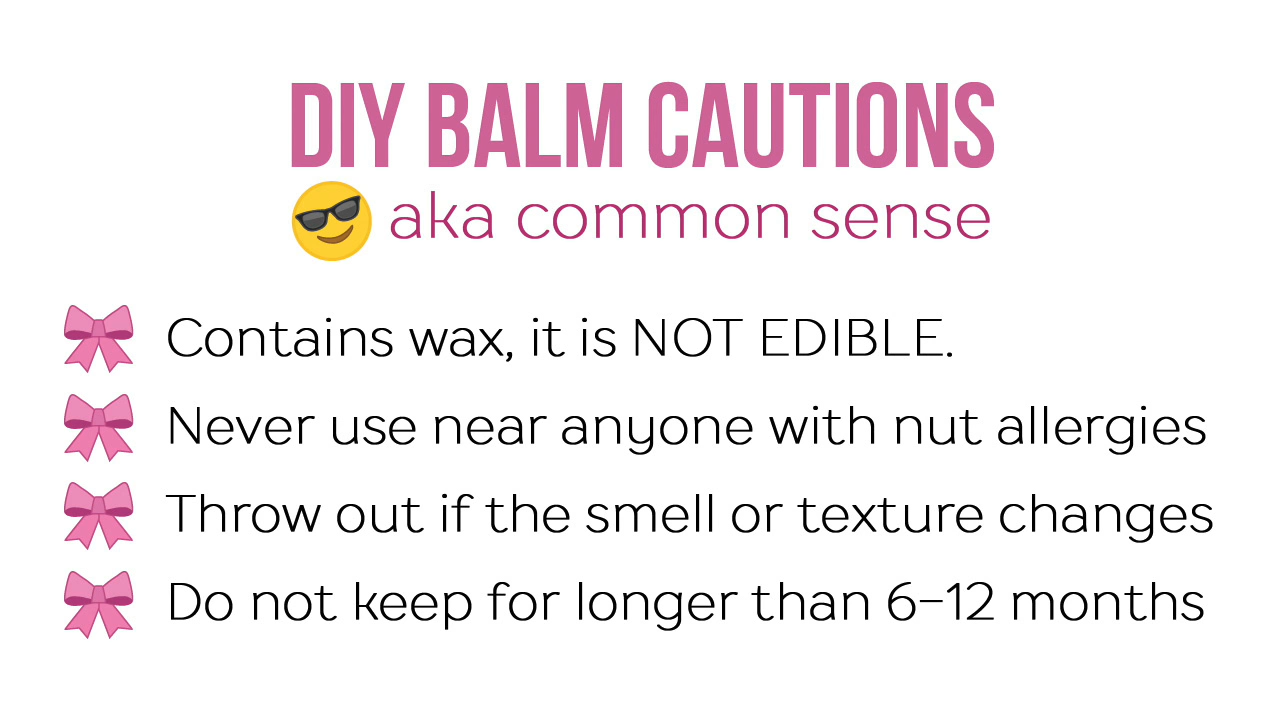 DIY BALM CAUTIONS
😎 aka common sense
🎀 Contains wax, it is NOT EDIBLE.
🎀 Never use near anyone with nut allergies
🎀 Throw out if the smell or texture changes
🎀 Do not keep for longer than 6–12 months